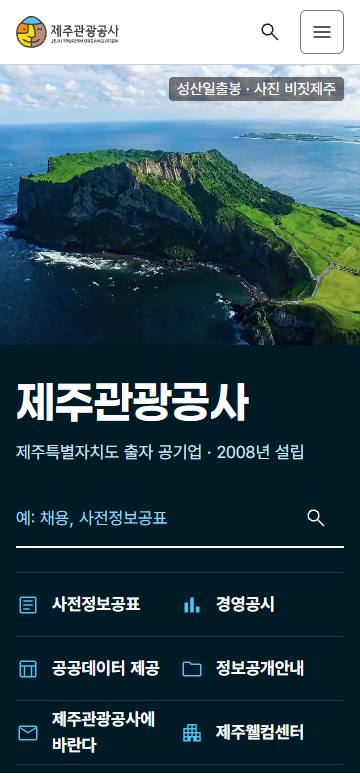 제주관광공사
JEJU TOURISM ORGANIZATION
성산일출봉 · 사진 비짓제주
제주관광공사
제주특별자치도 출자 공기업 · 2008년 설립
예: 채용, 사전정보공표
사전정보공표
경영공시
공공데이터 제공
정보공개안내
제주관광공사에
바란다
제주웰컴센터